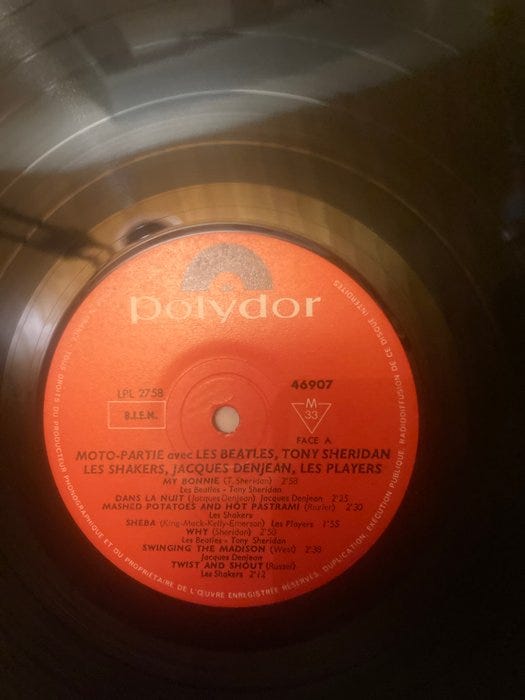 polydor
LPL 2758
46907
B.I.E.M.
M
33
FACE A
MOTO-PARTIE avec LES BEATLES, TONY SHERIDAN
LES SHAKERS, JACQUES DENJEAN, LES PLAYERS
MY BONNIE (T. Sheridan) 2'58
Les Beatles - Tony Sheridan
DANS LA NUIT (Jacques Denjean) Jacques Denjean 2'25
MASHED POTATOES AND HOT PASTRAMI (Rozier) 2'30
Les Shakers
SHEBA (King-Mack-Kelly-Emerson) Les Players 1'55
WHY (Sheridan) 2'50
Les Beatles - Tony Sheridan
SWINGING THE MADISON (West) 2'38
Jacques Denjean
TWIST AND SHOUT (Russel)
Les Shakers 2'12
TOUS DROITS DU PRODUCTEUR PHONOGRAPHIQUE ET DU PROPRIÉTAIRE DE L'ŒUVRE ENREGISTRÉE RÉSERVÉS. DUPLICATION, EXÉCUTION PUBLIQUE, RADIODIFFUSION DE CE DISQUE INTERDITES